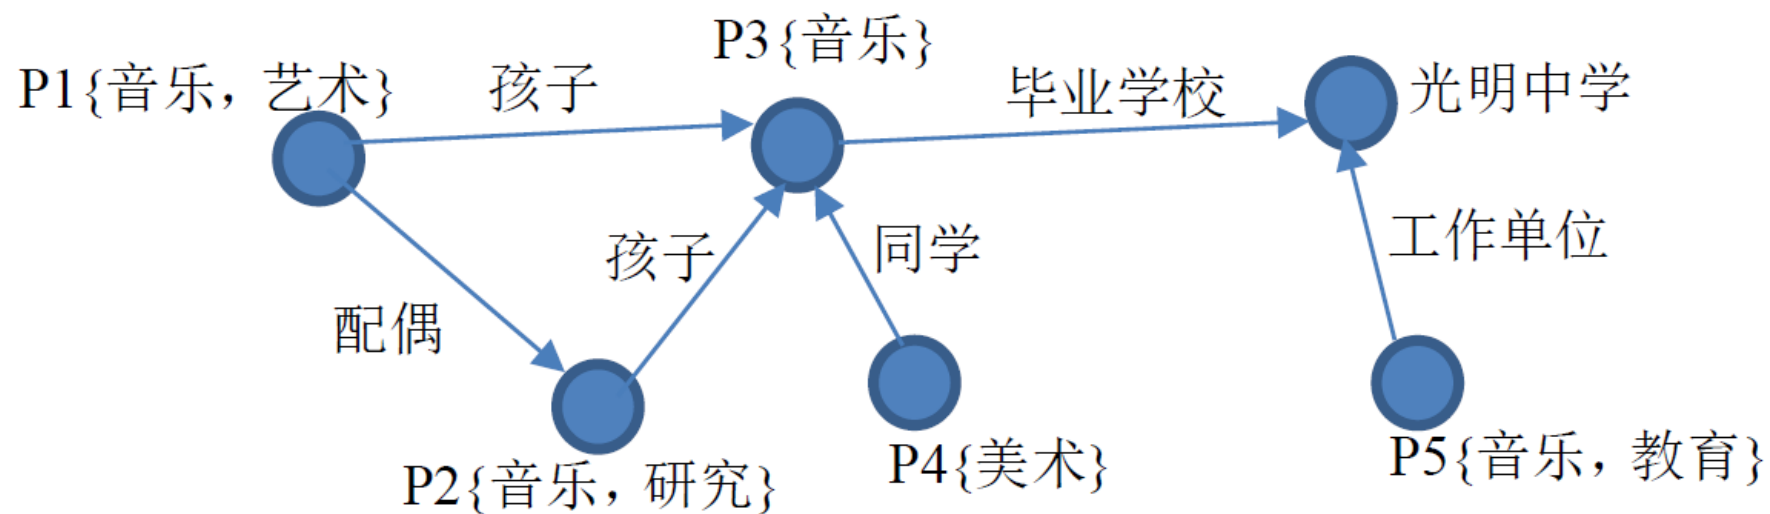 P3{音乐}
P1{音乐，艺术}
孩子
毕业学校
光明中学
孩子
同学
工作单位
配偶
P2{音乐，研究}
P4{美术}
P5{音乐，教育}